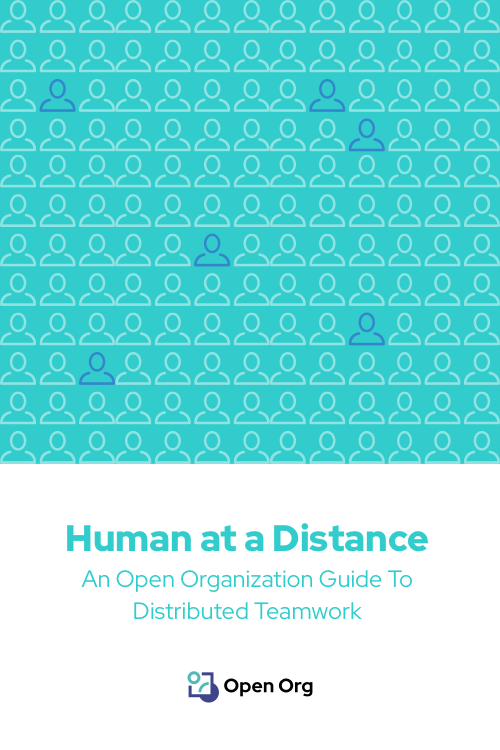 Human at a Distance
An Open Organization Guide To
Distributed Teamwork
Open Org